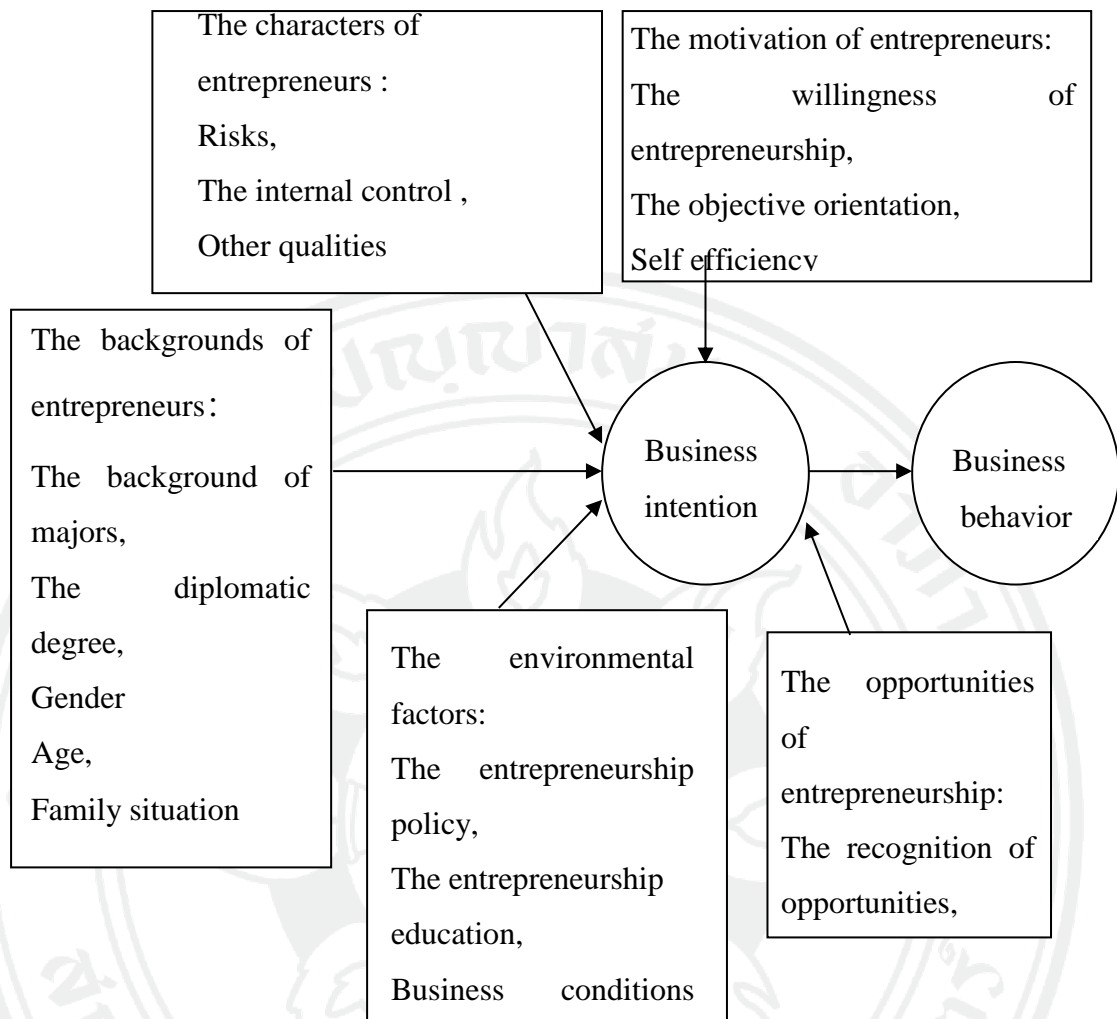 The characters of
entrepreneurs :
Risks,
The internal control ,
Other qualities
The motivation of entrepreneurs:
The willingness of
entrepreneurship,
The objective orientation,
Self efficiency
The backgrounds of
entrepreneurs:
The background of
majors,
The diplomatic
degree,
Gender
Age,
Family situation
Business
intention
Business
behavior
The environmental
factors:
The entrepreneurship
policy,
The entrepreneurship
education,
Business conditions
The opportunities
of
entrepreneurship:
The recognition of
opportunities,